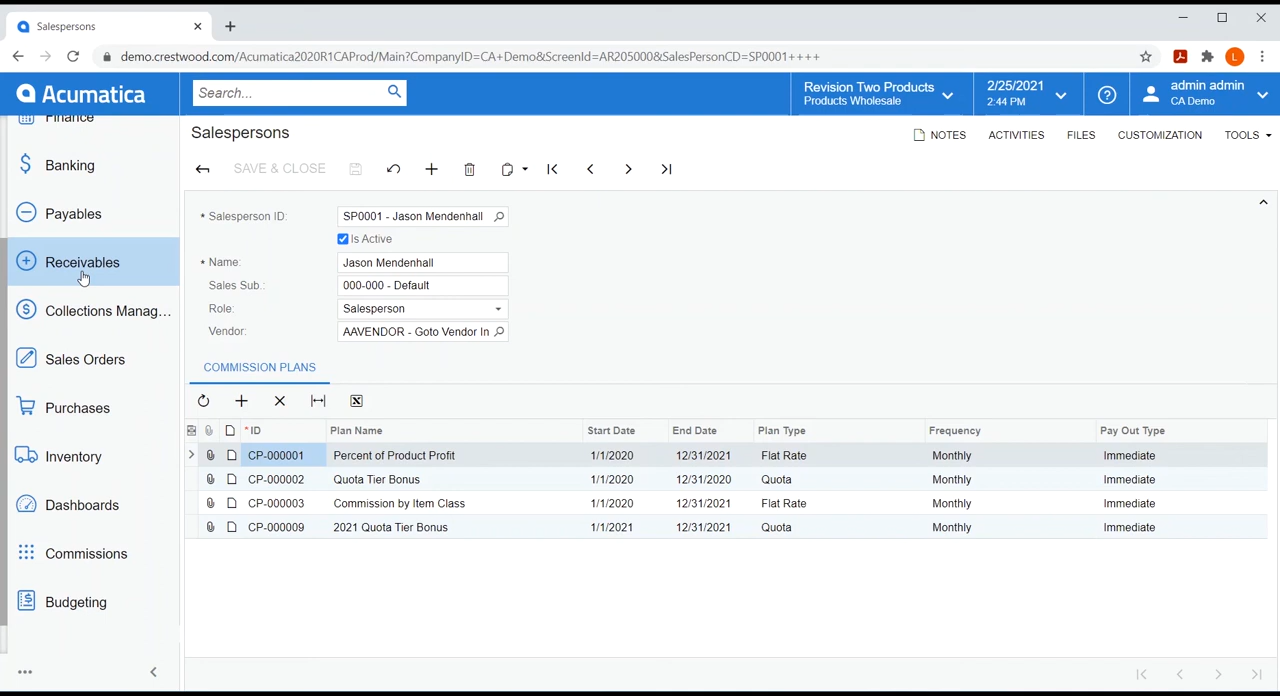 Salespersons
demo.crestwood.com/Acumatica2020R1CAProd/Main?CompanyID=CA+Demo&ScreenId=AR205000&SalesPersonCD=SP0001++++
L
Acumatica
Search...
Revision Two Products
Products Wholesale
2/25/2021
2:44 PM
admin admin
CA Demo
Finance
Banking
Payables
Receivables
Collections Manag...
Sales Orders
Purchases
Inventory
Dashboards
Commissions
Budgeting
Salespersons
NOTES ACTIVITIES FILES CUSTOMIZATION TOOLS
SAVE & CLOSE
* Salesperson ID: SP0001 - Jason Mendenhall
Is Active
* Name: Jason Mendenhall
Sales Sub.: 000-000 - Default
Role: Salesperson
Vendor: AAVENDOR - Goto Vendor In
COMMISSION PLANS
* ID Plan Name Start Date End Date Plan Type Frequency Pay Out Type
CP-000001 Percent of Product Profit 1/1/2020 12/31/2021 Flat Rate Monthly Immediate
CP-000002 Quota Tier Bonus 1/1/2020 12/31/2020 Quota Monthly Immediate
CP-000003 Commission by Item Class 1/1/2020 12/31/2021 Flat Rate Monthly Immediate
CP-000009 2021 Quota Tier Bonus 1/1/2021 12/31/2021 Quota Monthly Immediate